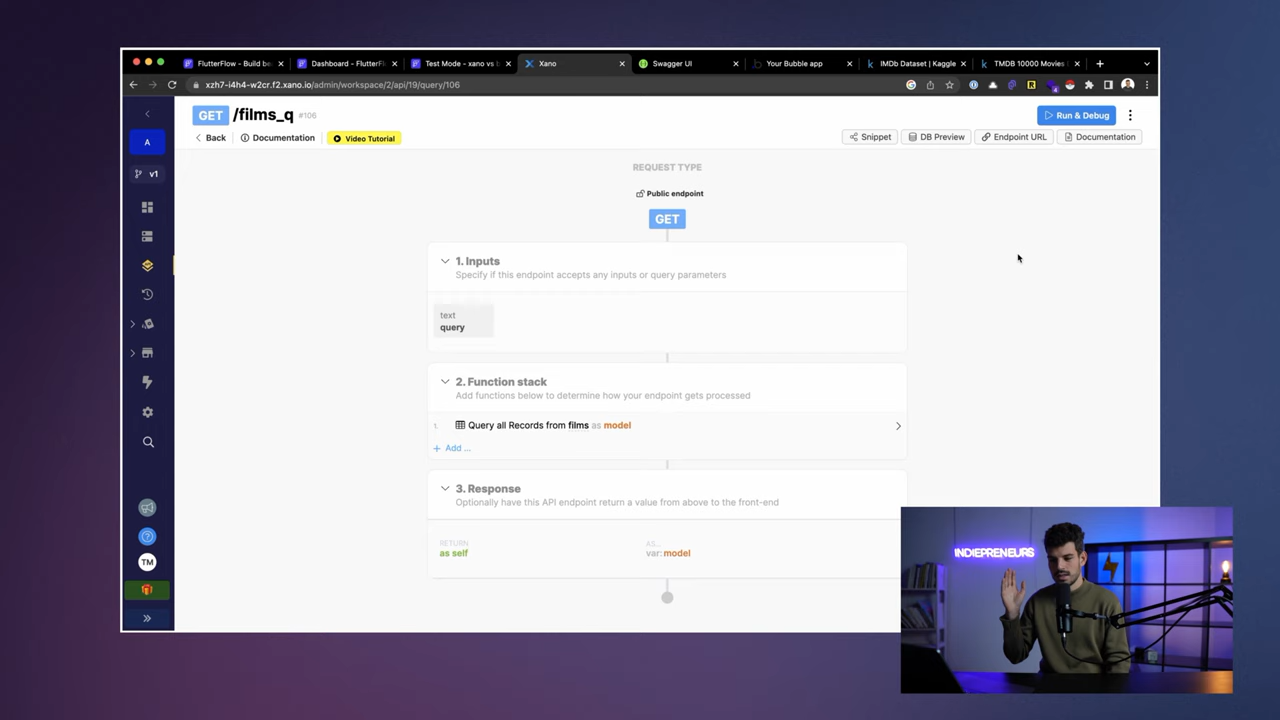 FlutterFlow - Build be
Dashboard - FlutterFl
Test Mode - xano vs b
Xano
Swagger UI
Your Bubble app
IMDb Dataset | Kaggle
TMDB 10000 Movies
xzh7-i4h4-w2cr.f2.xano.io/admin/workspace/2/api/19/query/106
GET /films_q #106
Run & Debug
Back
Documentation
Video Tutorial
Snippet
DB Preview
Endpoint URL
Documentation
A
v1
REQUEST TYPE
Public endpoint
GET
1. Inputs
Specify if this endpoint accepts any inputs or query parameters
text
query
2. Function stack
Add functions below to determine how your endpoint gets processed
1. Query all Records from films as model
+ Add ...
3. Response
Optionally have this API endpoint return a value from above to the front-end
RETURN
as self
AS...
var: model
TM
INDIEPRENEURS